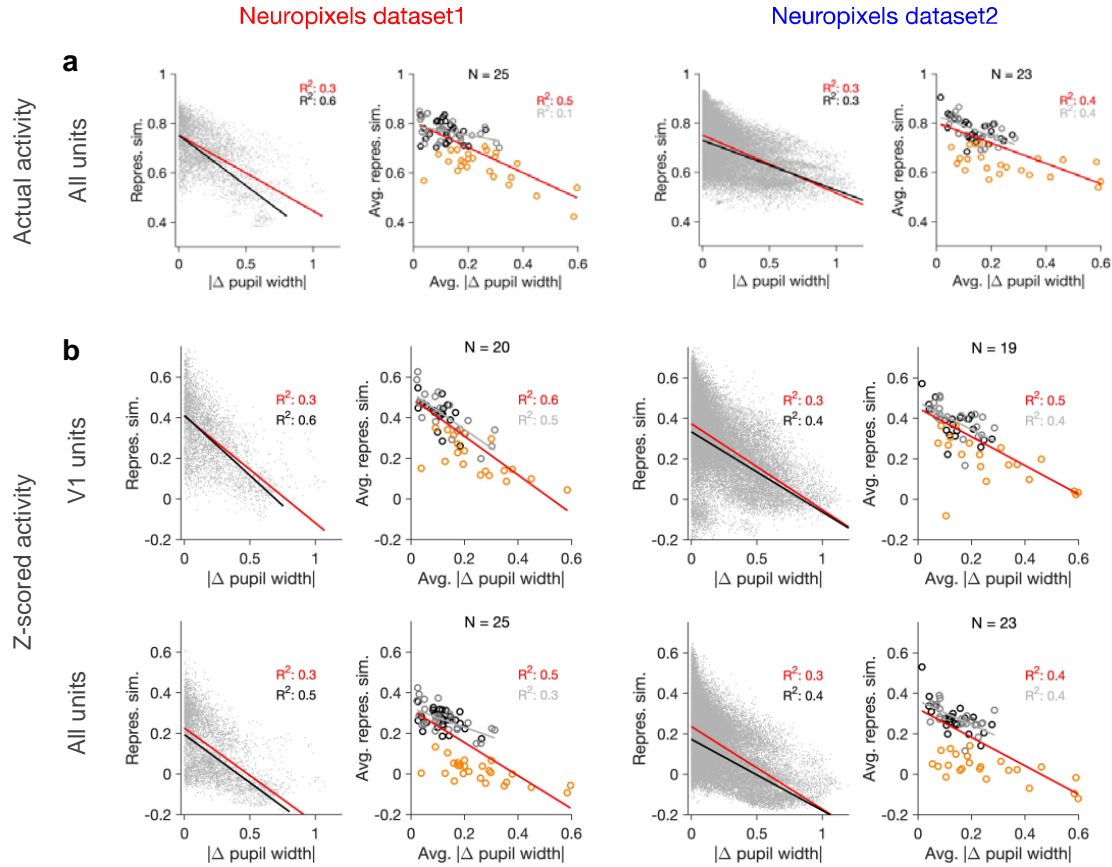 Neuropixels dataset1
Neuropixels dataset2
a
Actual activity
All units
1
0.8
0.6
0.4
Repres. sim.
0
0.5
1
|Δ pupil width|
R²: 0.3
R²: 0.6
N = 25
1
0.8
0.6
0.4
Avg. repres. sim.
0
0.2
0.4
0.6
Avg. |Δ pupil width|
R²: 0.5
R²: 0.1
1
0.8
0.6
0.4
Repres. sim.
0
0.5
1
|Δ pupil width|
R²: 0.3
R²: 0.3
N = 23
1
0.8
0.6
0.4
Avg. repres. sim.
0
0.2
0.4
0.6
Avg. |Δ pupil width|
R²: 0.4
R²: 0.4
b
Z-scored activity
V1 units
0.6
0.4
0.2
0
-0.2
Repres. sim.
0
0.5
1
|Δ pupil width|
R²: 0.3
R²: 0.6
N = 20
0.6
0.4
0.2
0
-0.2
Avg. repres. sim.
0
0.2
0.4
0.6
Avg. |Δ pupil width|
R²: 0.6
R²: 0.5
0.6
0.4
0.2
0
-0.2
Repres. sim.
0
0.5
1
|Δ pupil width|
R²: 0.3
R²: 0.4
N = 19
0.6
0.4
0.2
0
-0.2
Avg. repres. sim.
0
0.2
0.4
0.6
Avg. |Δ pupil width|
R²: 0.5
R²: 0.4
All units
0.6
0.4
0.2
0
-0.2
Repres. sim.
0
0.5
1
|Δ pupil width|
R²: 0.3
R²: 0.5
N = 25
0.6
0.4
0.2
0
-0.2
Avg. repres. sim.
0
0.2
0.4
0.6
Avg. |Δ pupil width|
R²: 0.5
R²: 0.3
0.6
0.4
0.2
0
-0.2
Repres. sim.
0
0.5
1
|Δ pupil width|
R²: 0.3
R²: 0.4
N = 23
0.6
0.4
0.2
0
-0.2
Avg. repres. sim.
0
0.2
0.4
0.6
Avg. |Δ pupil width|
R²: 0.4
R²: 0.4